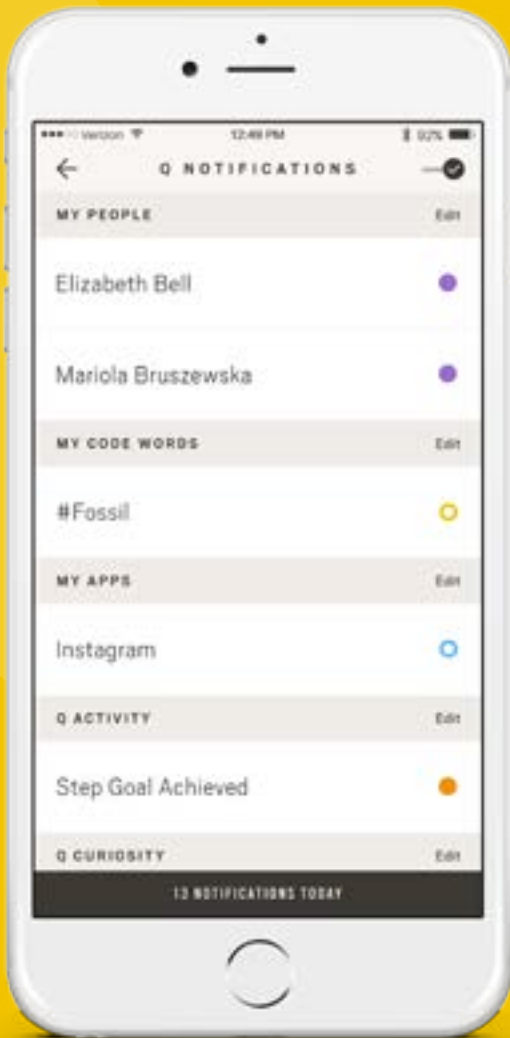 Verizon 12:49 PM 92%
Q NOTIFICATIONS
MY PEOPLE Edit
Elizabeth Bell
Mariola Bruszewska
MY CODE WORDS Edit
#Fossil
MY APPS Edit
Instagram
Q ACTIVITY Edit
Step Goal Achieved
Q CURIOSITY Edit
13 NOTIFICATIONS TODAY